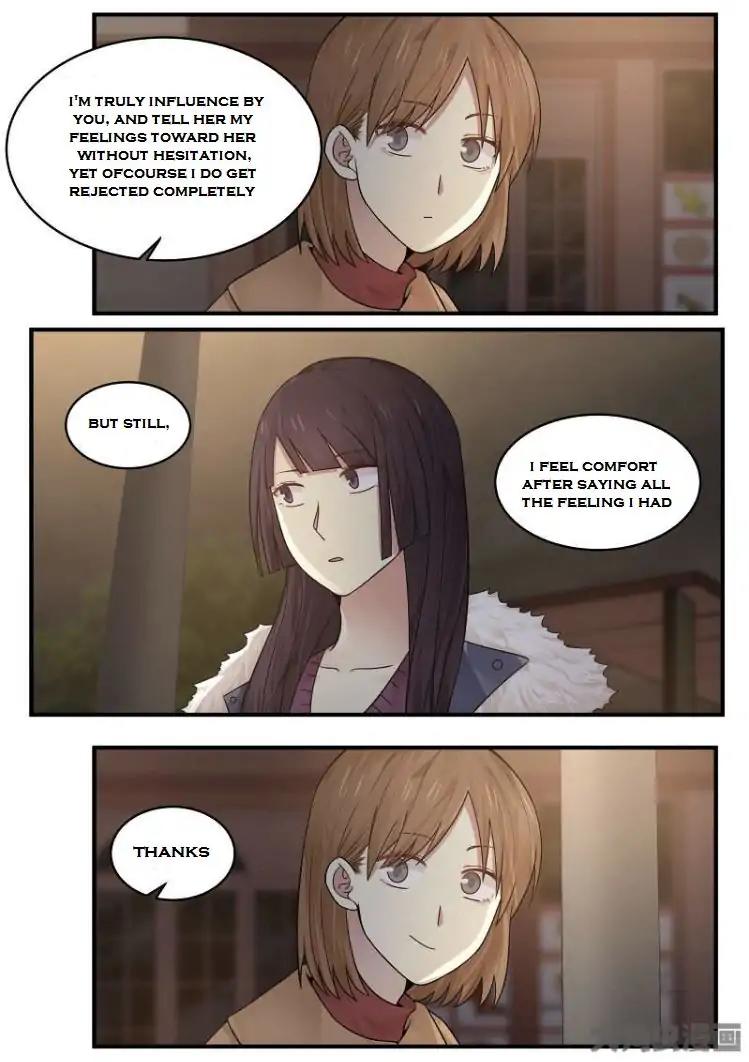 I'M TRULY INFLUENCE BY
YOU, AND TELL HER MY
FEELINGS TOWARD HER
WITHOUT HESITATION,
YET OFCOURSE I DO GET
REJECTED COMPLETELY
BUT STILL,
I FEEL COMFORT
AFTER SAYING ALL
THE FEELING I HAD
THANKS